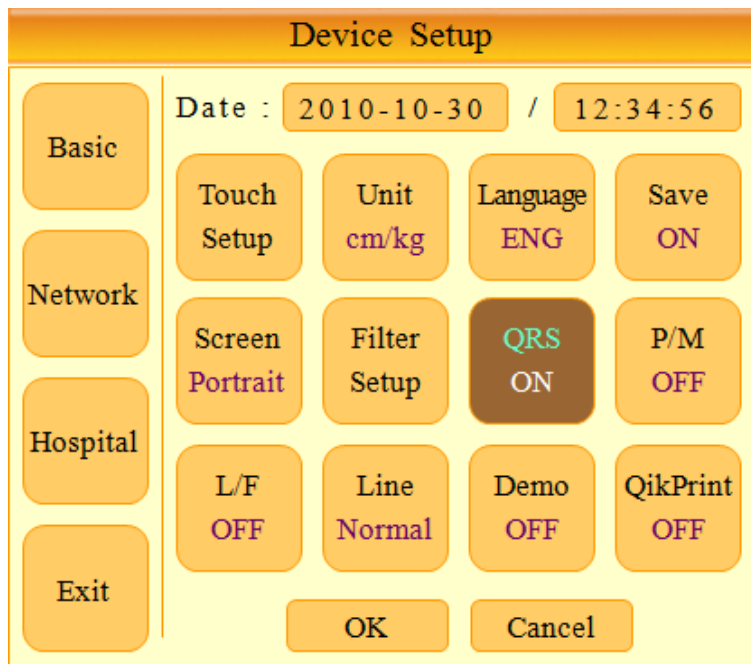 Device Setup
Date : 2010-10-30 / 12:34:56
Basic
Network
Hospital
Exit
Touch
Setup
Unit
cm/kg
Language
ENG
Save
ON
Screen
Portrait
Filter
Setup
QRS
ON
P/M
OFF
L/F
OFF
Line
Normal
Demo
OFF
QikPrint
OFF
OK
Cancel